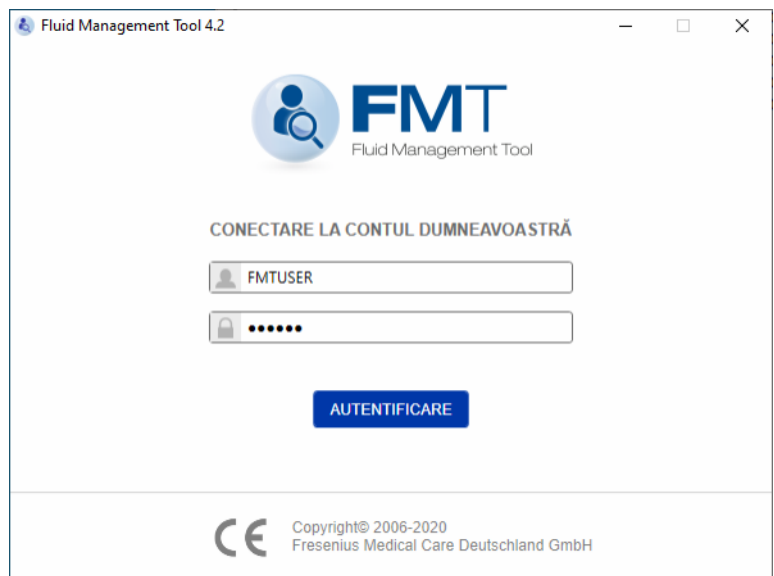 Fluid Management Tool 4.2
FMT
Fluid Management Tool
CONECTARE LA CONTUL DUMNEAVOASTRĂ
FMTUSER
••••••
AUTENTIFICARE
CE
Copyright© 2006-2020
Fresenius Medical Care Deutschland GmbH